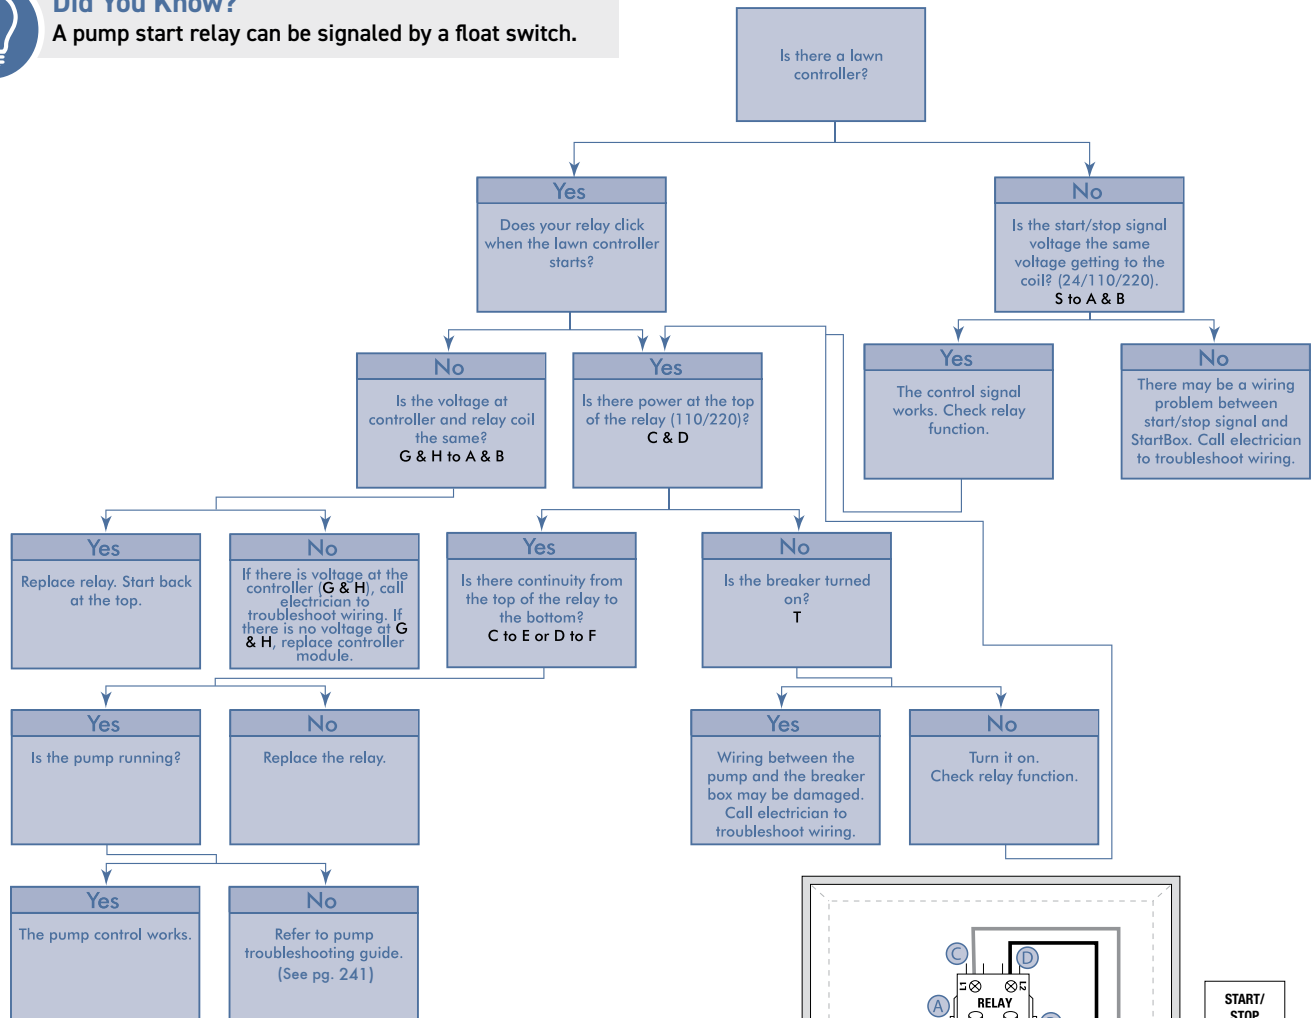 Did You Know?
A pump start relay can be signaled by a float switch.
Is there a lawn
controller?
Yes
Does your relay click
when the lawn controller
starts?
No
Is the start/stop signal
voltage the same
voltage getting to the
coil? (24/110/220).
S to A & B
No
Is the voltage at
controller and relay coil
the same?
G & H to A & B
Yes
Is there power at the top
of the relay (110/220)?
C & D
Yes
The control signal
works. Check relay
function.
No
There may be a wiring
problem between
start/stop signal and
StartBox. Call electrician
to troubleshoot wiring.
Yes
Replace relay. Start back
at the top.
No
If there is voltage at the
controller (G & H), call
electrician to
troubleshoot wiring. If
there is no voltage at G
& H, replace controller
module.
Yes
Is there continuity from
the top of the relay to
the bottom?
C to E or D to F
No
Is the breaker turned
on?
T
Yes
Is the pump running?
No
Replace the relay.
Yes
Wiring between the
pump and the breaker
box may be damaged.
Call electrician to
troubleshoot wiring.
No
Turn it on.
Check relay function.
Yes
The pump control works.
No
Refer to pump
troubleshooting guide.
(See pg. 241)
C
D
L1
L2
A
RELAY
START/
STOP